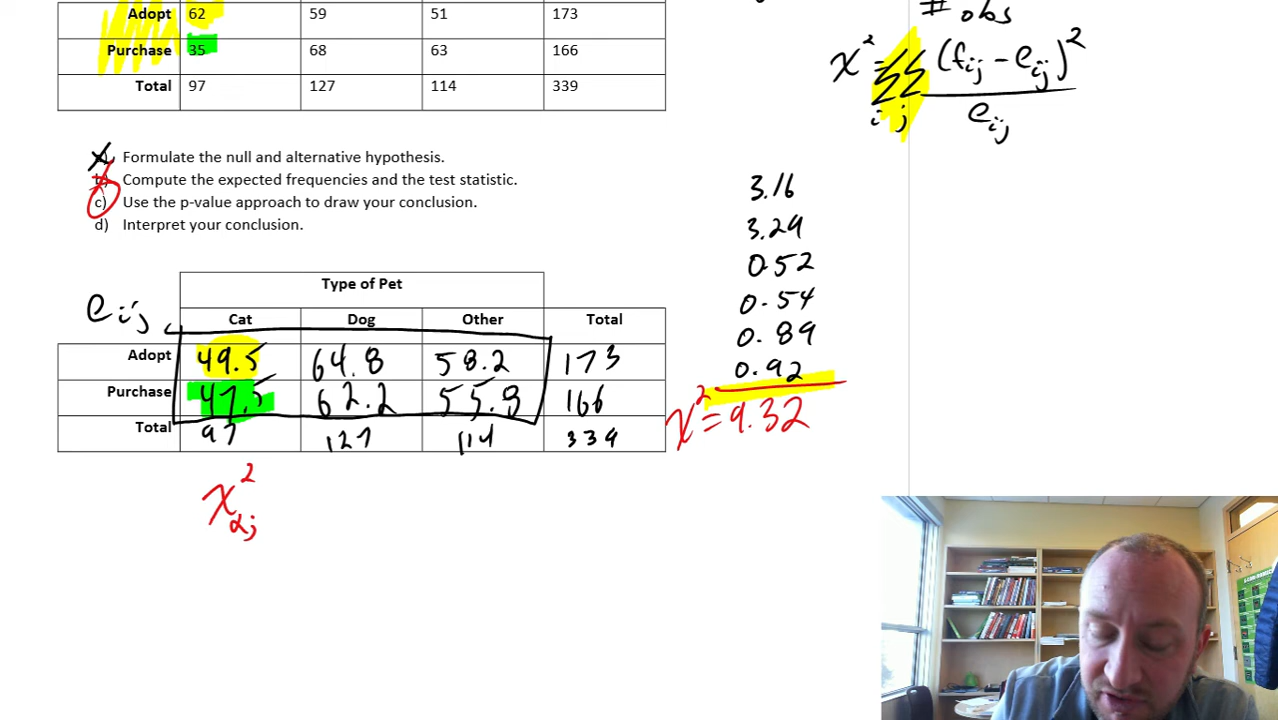 # obs
Adopt 62 59 51 173
Purchase 35 68 63 166
Total 97 127 114 339
χ² = ΣΣ (fij - eij)²
i j eij
a) Formulate the null and alternative hypothesis.
b) Compute the expected frequencies and the test statistic.
c) Use the p-value approach to draw your conclusion.
d) Interpret your conclusion.
3.16
3.29
0.52
0.54
0.89
0.92
χ² = 9.32
eij
Type of Pet
Cat Dog Other Total
Adopt 49.5 64.8 58.2 173
Purchase 47.5 62.2 55.8 166
Total 97 127 114 339
χ²α;